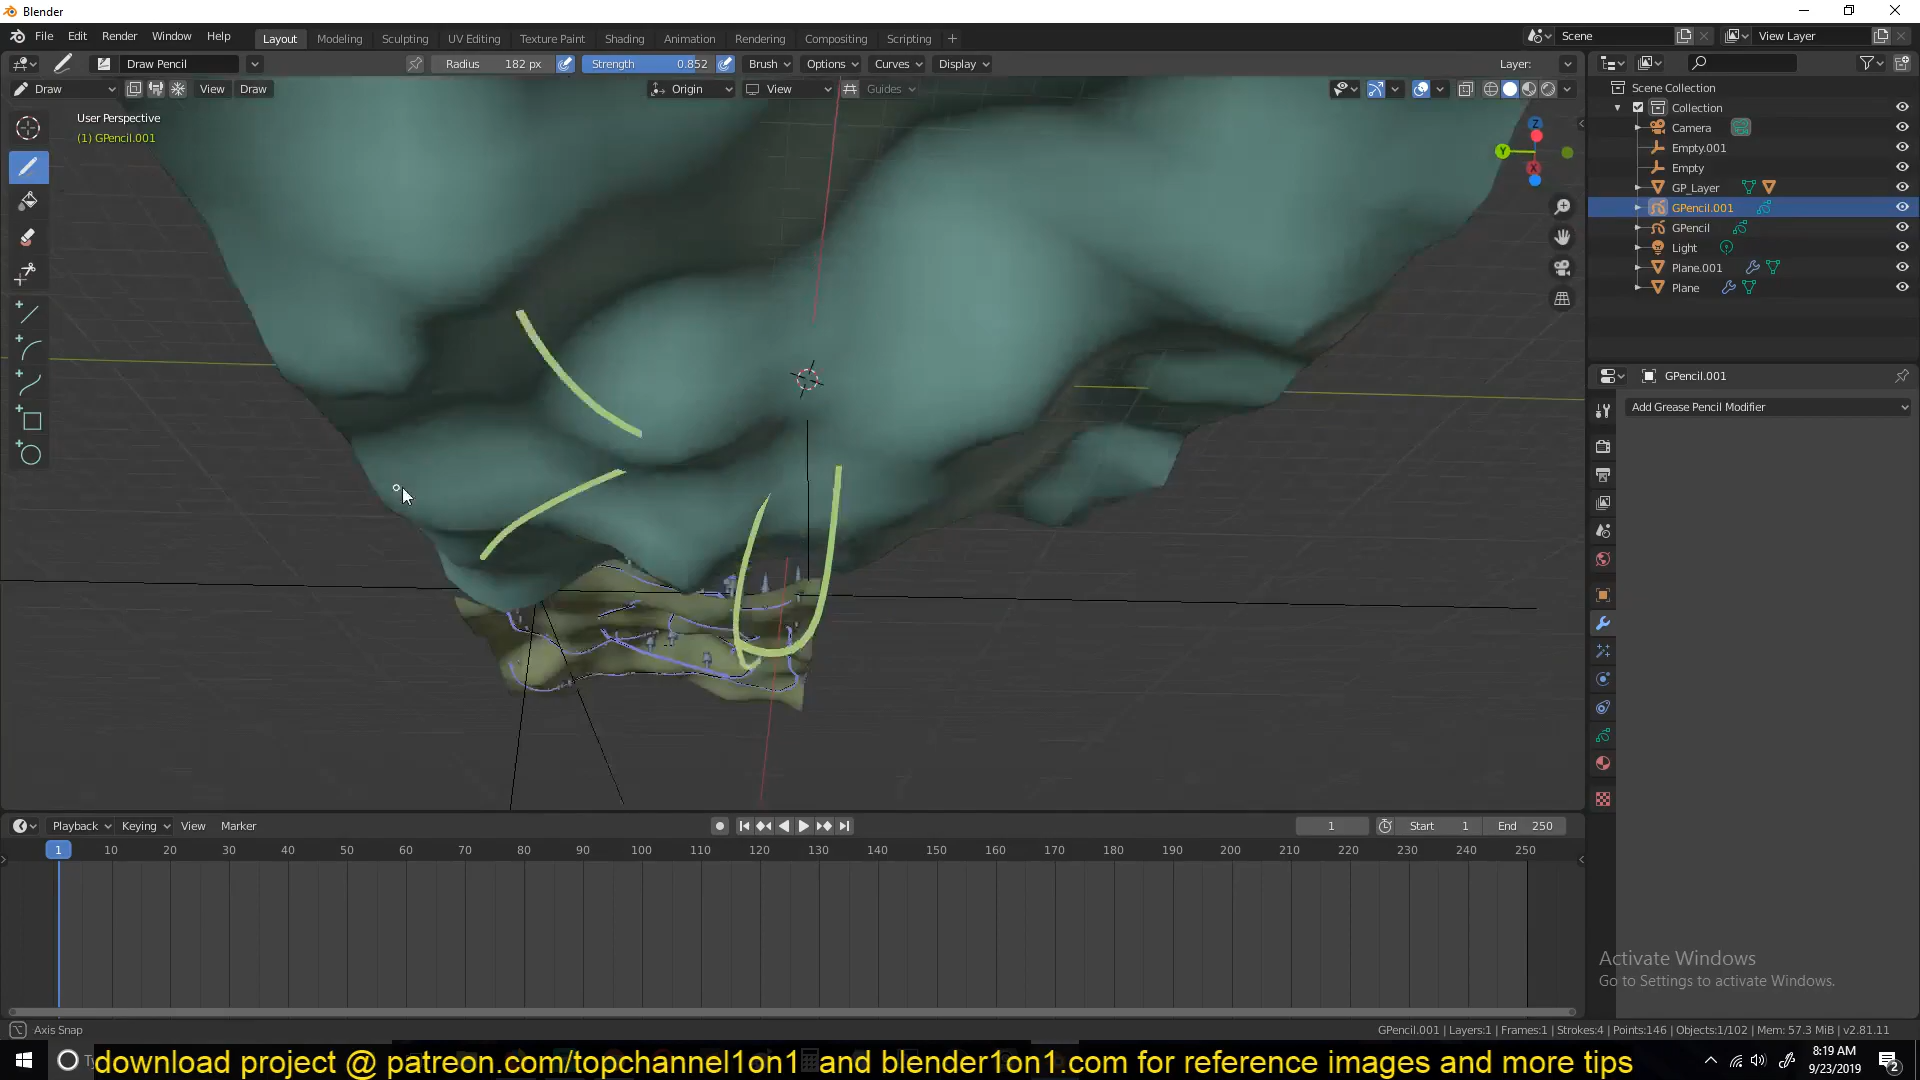 Blender
File Edit Render Window Help Layout Modeling Sculpting UV Editing Texture Paint Shading Animation Rendering Compositing Scripting Scene View Layer
Draw Pencil Radius 182 px Strength 0.852 Brush Options Curves Display Layer:
Draw View Draw Origin View Guides
User Perspective
(1) GPencil.001
Z
Y
X
Scene Collection
Collection
Camera
Empty.001
Empty
GP_Layer
GPencil.001
GPencil
Light
Plane.001
Plane
GPencil.001
Add Grease Pencil Modifier
Playback Keying View Marker 1 Start 1 End 250
1 10 20 30 40 50 60 70 80 90 100 110 120 130 140 150 160 170 180 190 200 210 220 230 240 250
Activate Windows
Go to Settings to activate Windows.
Axis Snap GPencil.001 | Layers:1 | Frames:1 | Strokes:4 | Points:146 | Objects:1/102 | Mem: 57.3 MiB | v2.81.11
download project @ patreon.com/topchannel1on1 and blender1on1.com for reference images and more tips
8:19 AM
9/23/2019
2